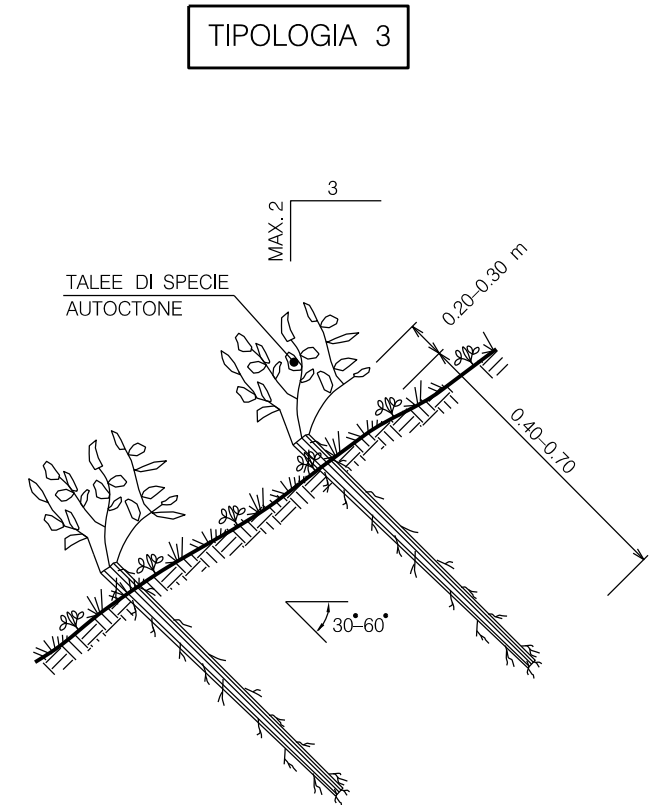 TIPOLOGIA 3
3
MAX. 2
TALEE DI SPECIE
AUTOCTONE
0.20–0.30 m
0.40–0.70
30°–60°